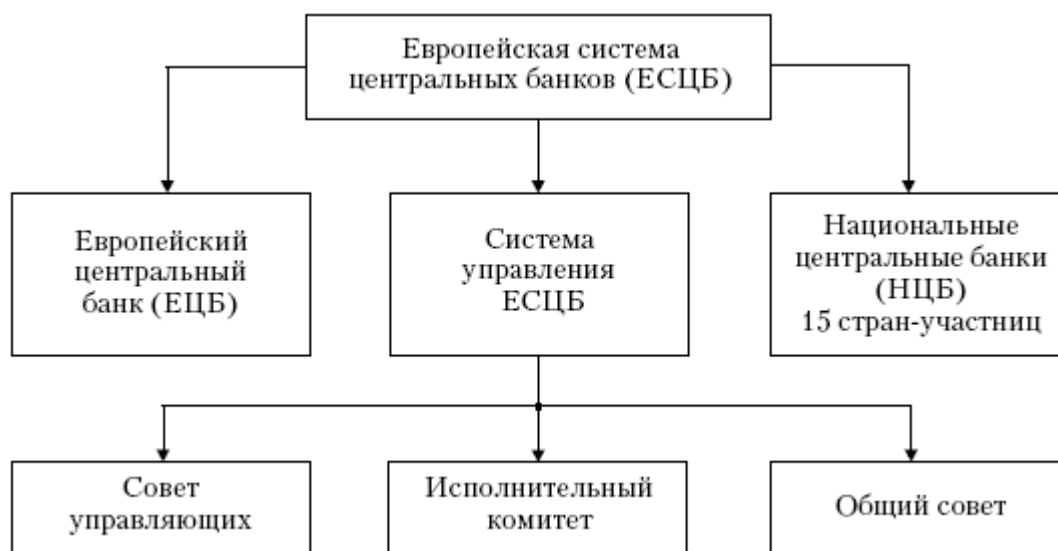 Европейская система
центральных банков (ЕСЦБ)
Европейский
центральный
банк (ЕЦБ)
Система
управления
ЕСЦБ
Национальные
центральные банки
(НЦБ)
15 стран-участниц
Совет
управляющих
Исполнительный
комитет
Общий совет